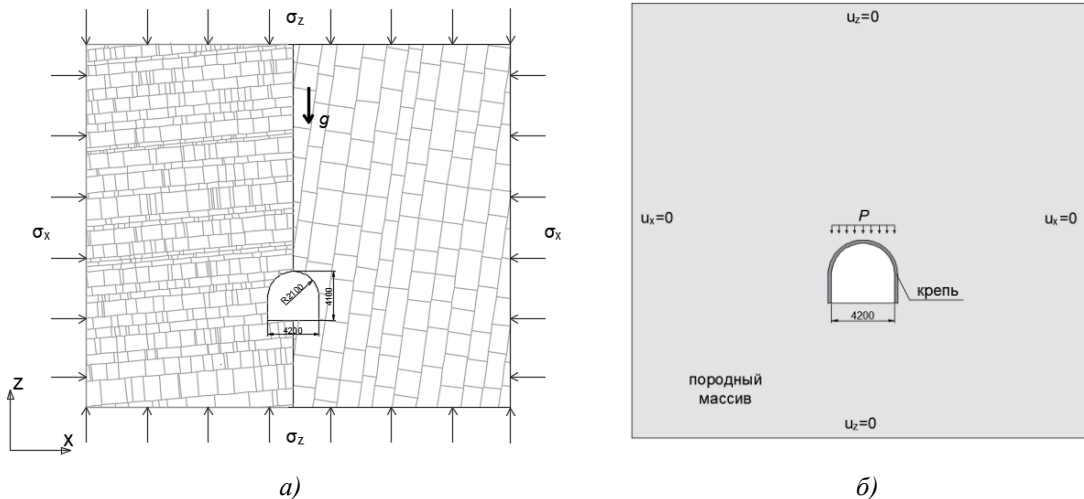 σz
g
σx
σx
R2100
4100
4200
z
x
σz
а)
uz=0
ux=0
ux=0
P
крепь
4200
породный
массив
uz=0
б)